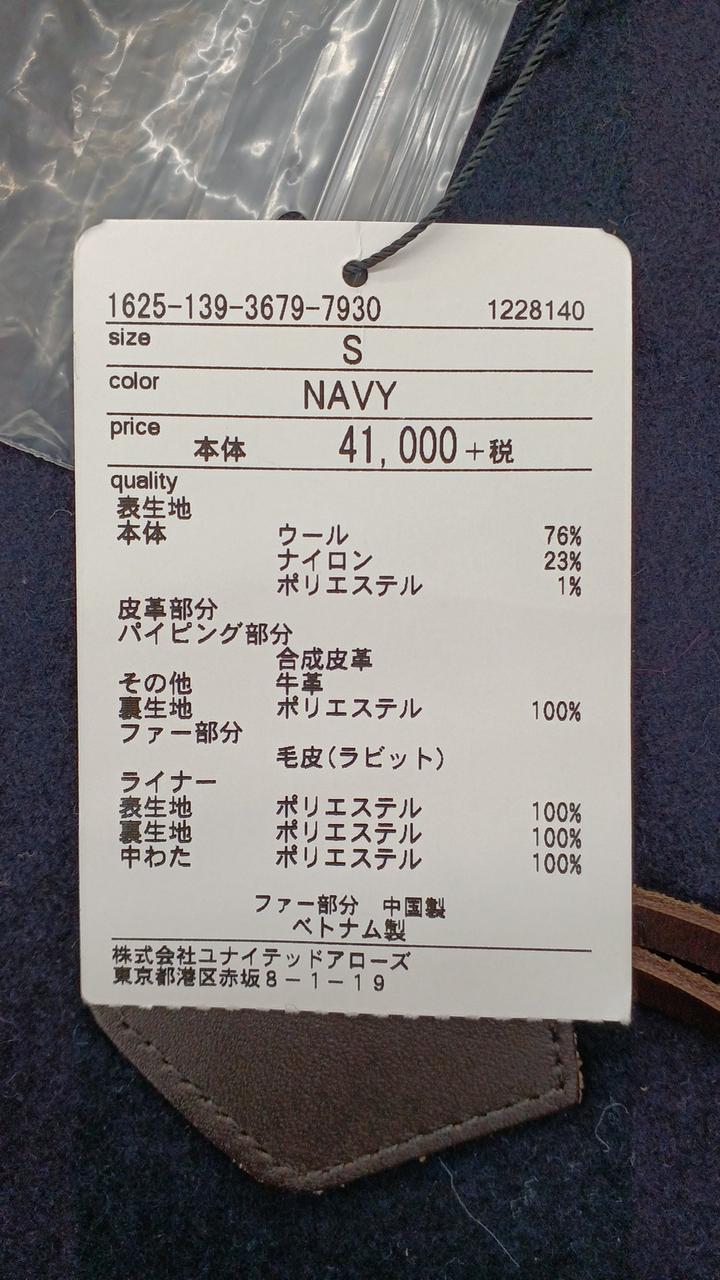 1625-139-3679-7930 1228140
size S
color NAVY
price 本体 41,000+税
quality
表生地
本体 ウール 76%
ナイロン 23%
ポリエステル 1%
皮革部分
パイピング部分
合成皮革
その他 牛革
裏生地 ポリエステル 100%
ファー部分
毛皮(ラビット)
ライナー
表生地 ポリエステル 100%
裏生地 ポリエステル 100%
中わた ポリエステル 100%
ファー部分 中国製
ベトナム製
株式会社ユナイテッドアローズ
東京都港区赤坂8-1-19